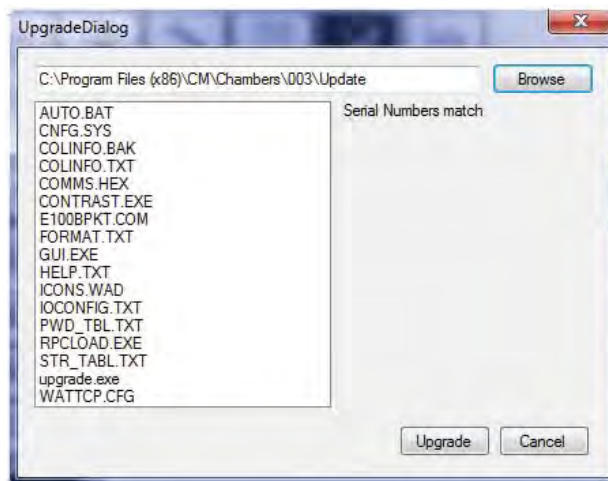 UpgradeDialog
C:\Program Files (x86)\CM\Chambers\003\Update
Browse
AUTO.BAT
Serial Numbers match
CNFG.SYS
COLINFO.BAK
COLINFO.TXT
COMMS.HEX
CONTRAST.EXE
E100BPKT.COM
FORMAT.TXT
GUI.EXE
HELP.TXT
ICONS.WAD
IOCONFIG.TXT
PWD_TBL.TXT
RPCLOAD.EXE
STR_TABL.TXT
upgrade.exe
WATTCP.CFG
Upgrade
Cancel